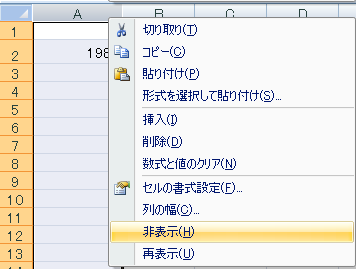 A B C D
1
2 198
3
4
5
6
7
8
9
10
11
12
13
切り取り(T)
コピー(C)
貼り付け(P)
形式を選択して貼り付け(S)...
挿入(I)
削除(D)
数式と値のクリア(N)
セルの書式設定(F)...
列の幅(C)...
非表示(H)
再表示(U)